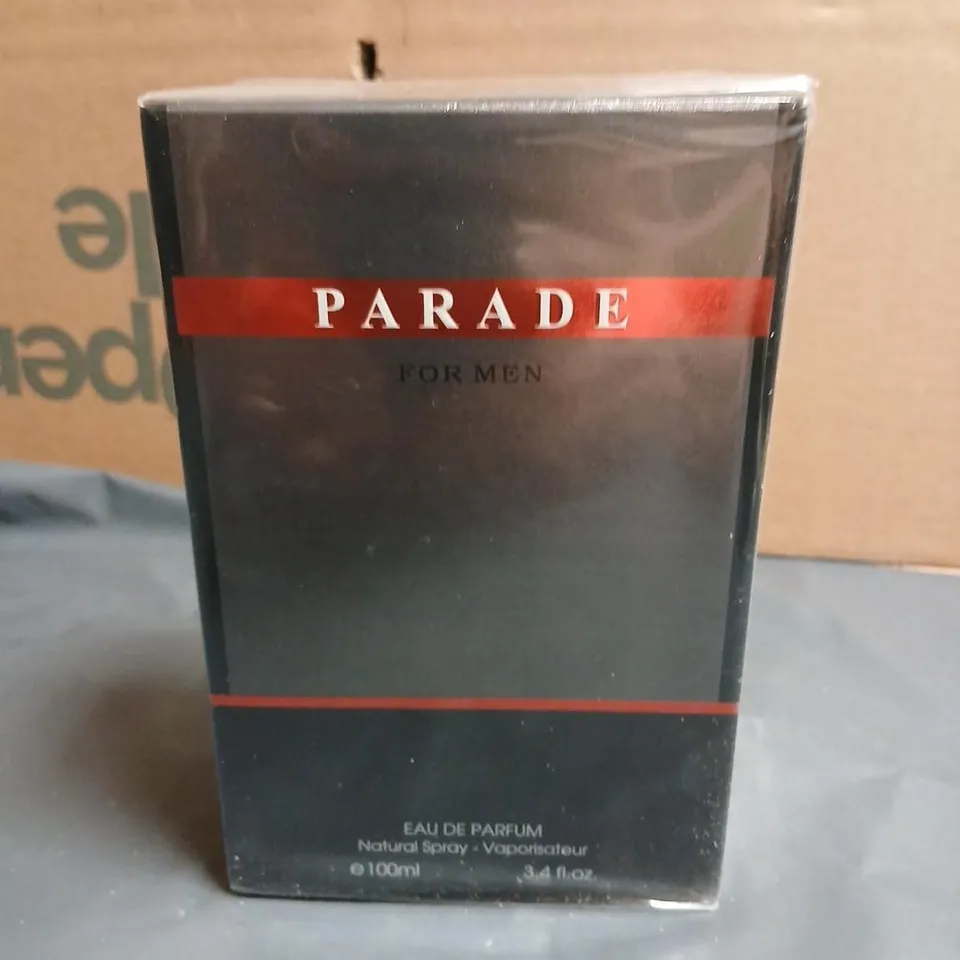 PARADE
FOR MEN
EAU DE PARFUM
Natural Spray - Vaporisateur
℮100ml 3.4 fl.oz.